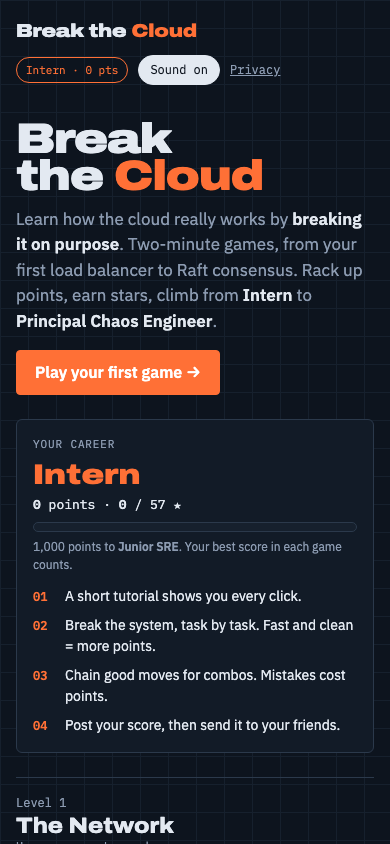 Break the Cloud
Intern · 0 pts
Sound on
Privacy
Break
the Cloud
Learn how the cloud really works by breaking
it on purpose. Two-minute games, from your
first load balancer to Raft consensus. Rack up
points, earn stars, climb from Intern to
Principal Chaos Engineer.
Play your first game →
YOUR CAREER
Intern
0 points · 0 / 57 ★
1,000 points to Junior SRE. Your best score in each game
counts.
01 A short tutorial shows you every click.
02 Break the system, task by task. Fast and clean
= more points.
03 Chain good moves for combos. Mistakes cost
points.
04 Post your score, then send it to your friends.
Level 1
The Network